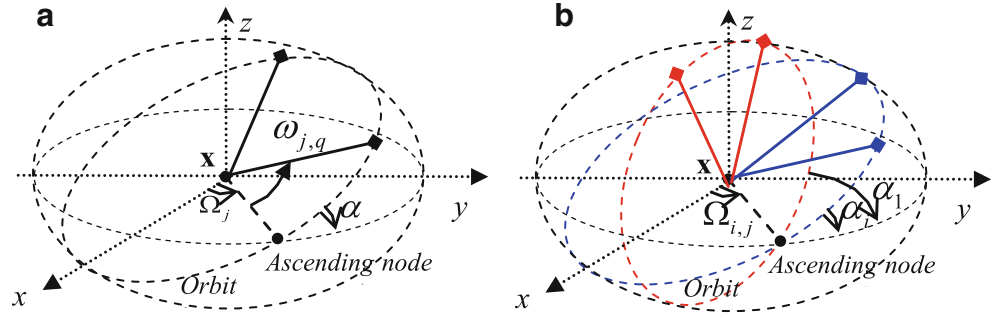 a
z
x
ω_{j,q}
Ω_j
α
y
Ascending node
x
Orbit
b
z
x
Ω_{i,j}
α_i
α_1
y
Ascending node
x
Orbit